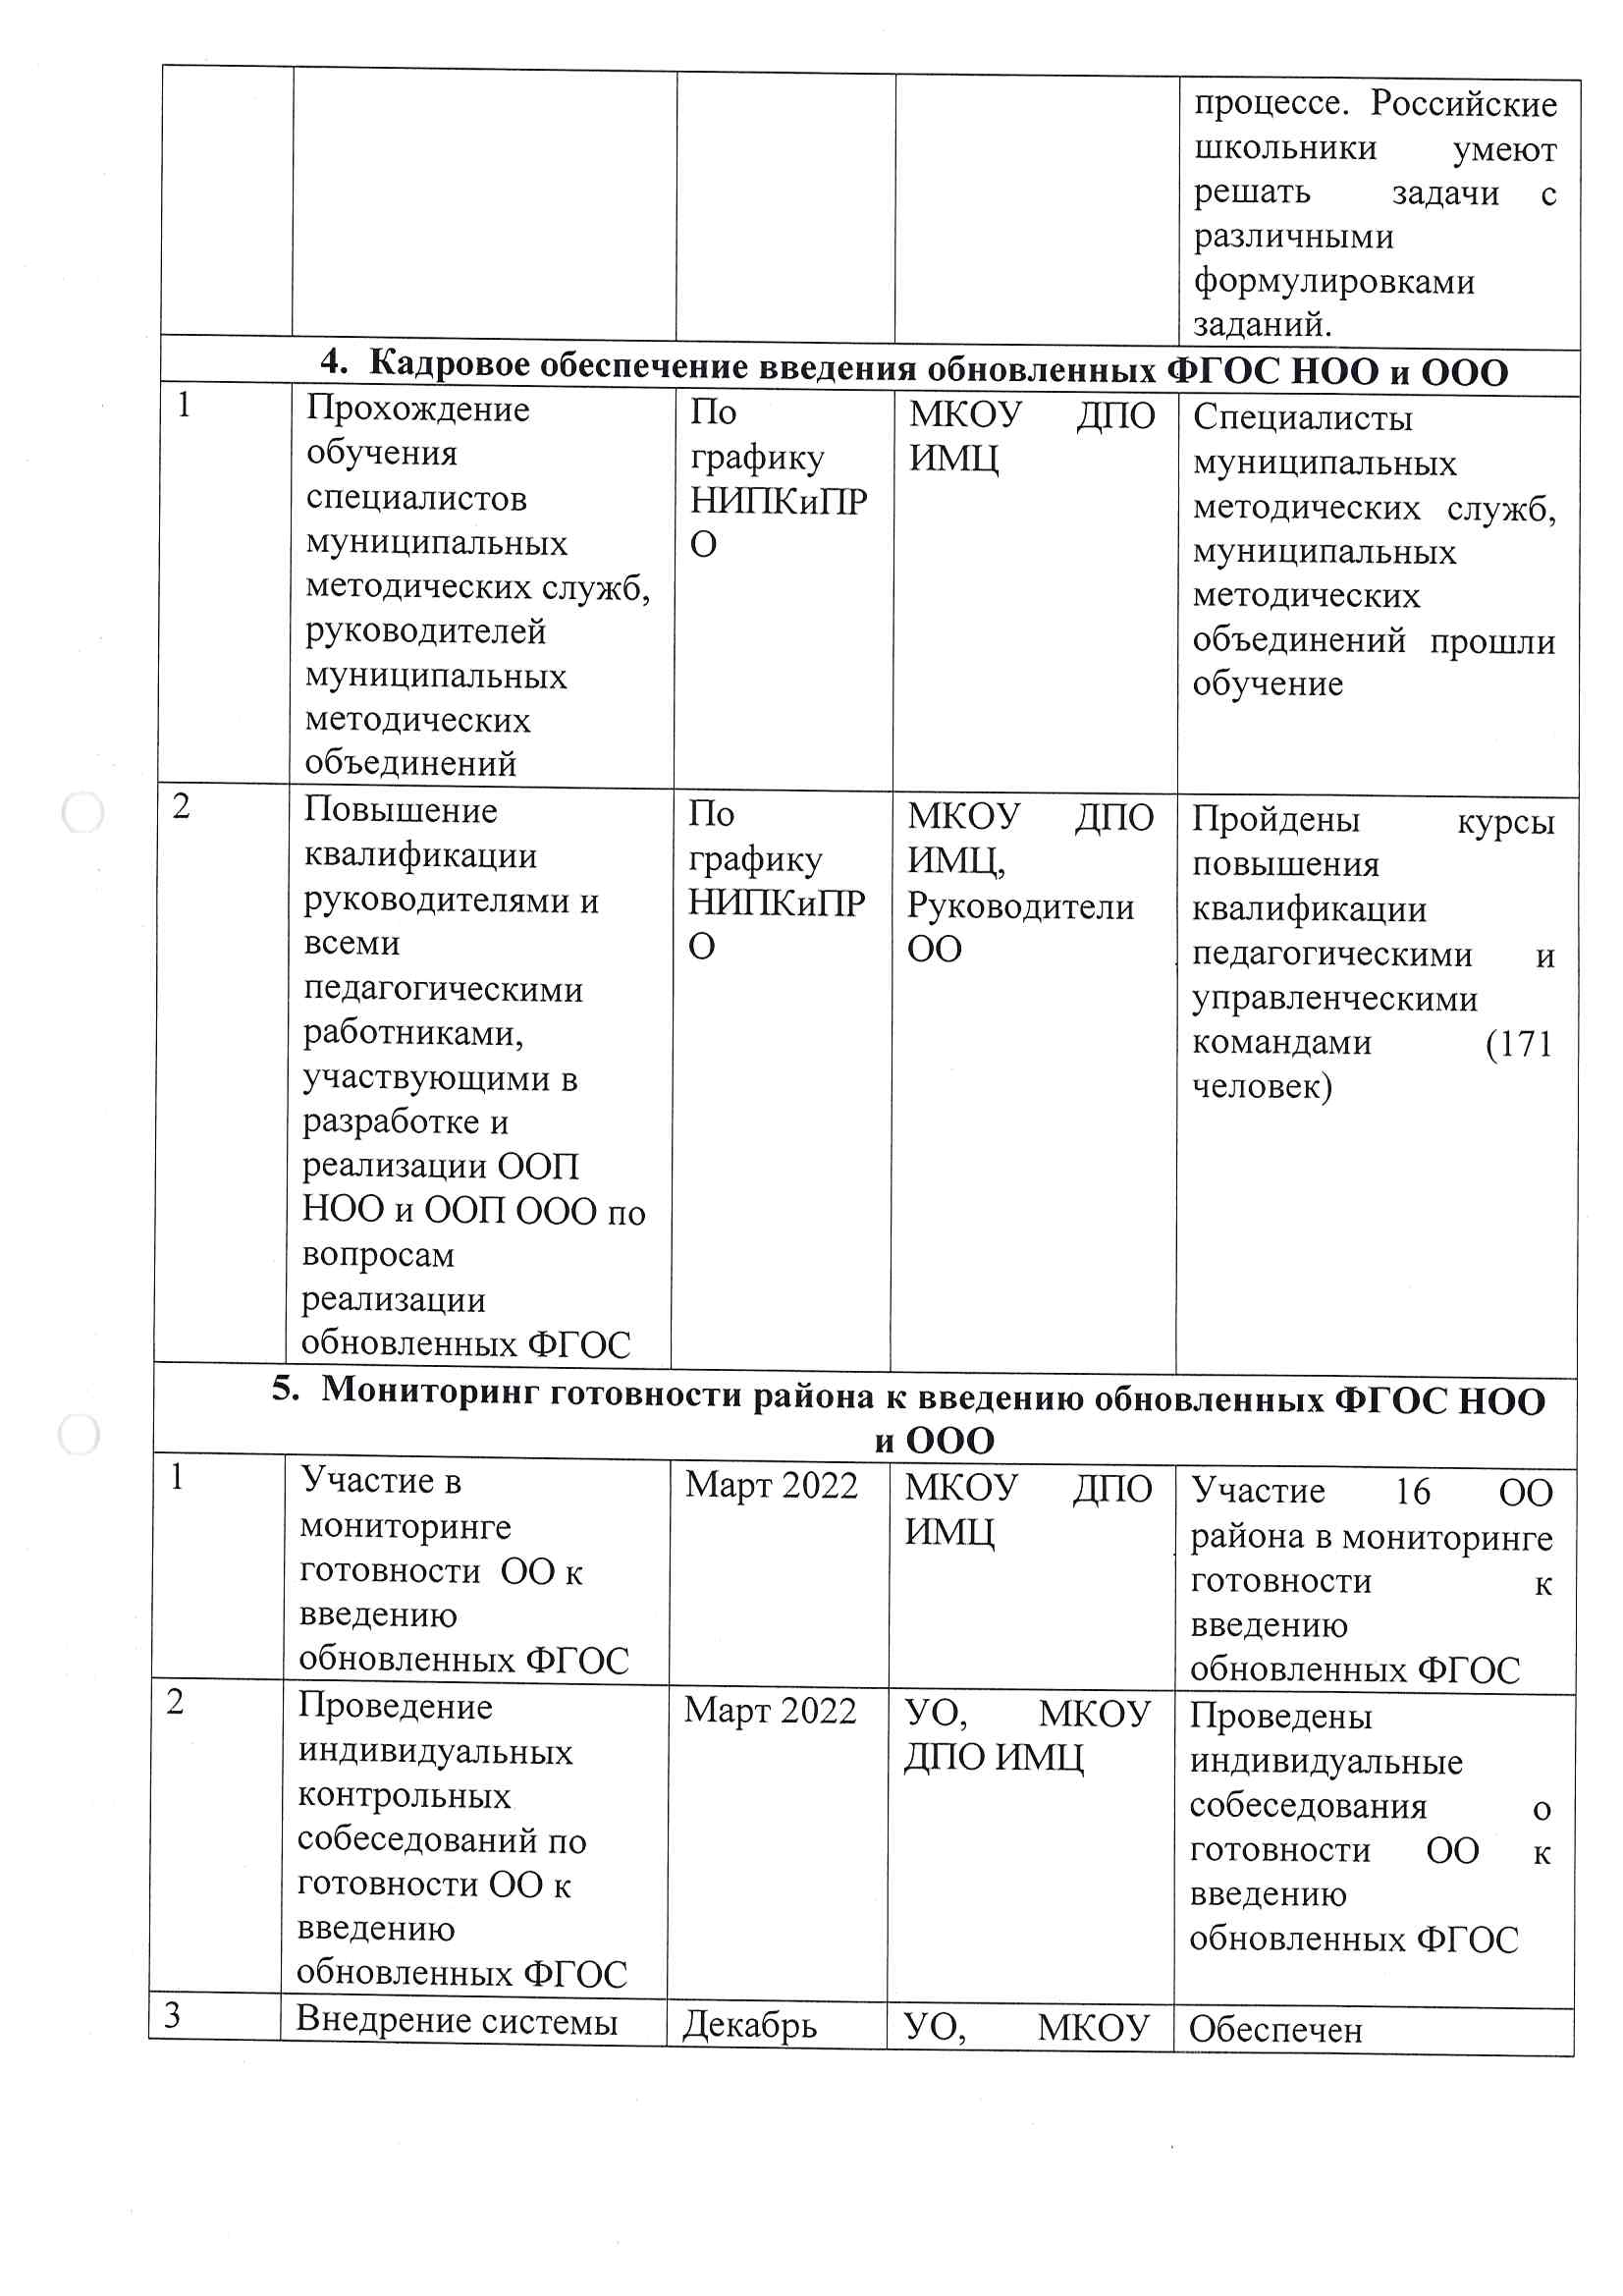 процессе. Российские
школьники умеют
решать задачи с
различными
формулировками
заданий.
4. Кадровое обеспечение введения обновленных ФГОС НОО и ООО
1
Прохождение
обучения
специалистов
муниципальных
методических служб,
руководителей
муниципальных
методических
объединений
По
графику
НИПКиПР
О
МКОУ ДПО
ИМЦ
Специалисты
муниципальных
методических служб,
муниципальных
методических
объединений прошли
обучение
2
Повышение
квалификации
руководителями и
всеми
педагогическими
работниками,
участвующими в
разработке и
реализации ООП
НОО и ООП ООО по
вопросам
реализации
обновленных ФГОС
По
графику
НИПКиПР
О
МКОУ ДПО
ИМЦ,
Руководители
ОО
Пройдены курсы
повышения
квалификации
педагогическими и
управленческими
командами (171
человек)
5. Мониторинг готовности района к введению обновленных ФГОС НОО
и ООО
1
Участие в
мониторинге
готовности ОО к
введению
обновленных ФГОС
Март 2022
МКОУ ДПО
ИМЦ
Участие 16 ОО
района в мониторинге
готовности к
введению
обновленных ФГОС
2
Проведение
индивидуальных
контрольных
собеседований по
готовности ОО к
введению
обновленных ФГОС
Март 2022
УО, МКОУ
ДПО ИМЦ
Проведены
индивидуальные
собеседования о
готовности ОО к
введению
обновленных ФГОС
3
Внедрение системы
Декабрь
УО, МКОУ
Обеспечен